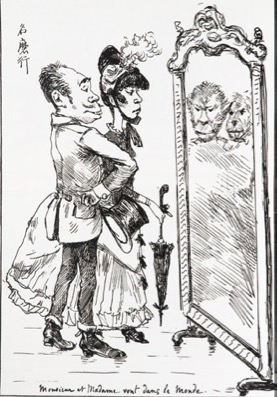 名
磨
行
Monsieur et Madame vont dans le Monde.